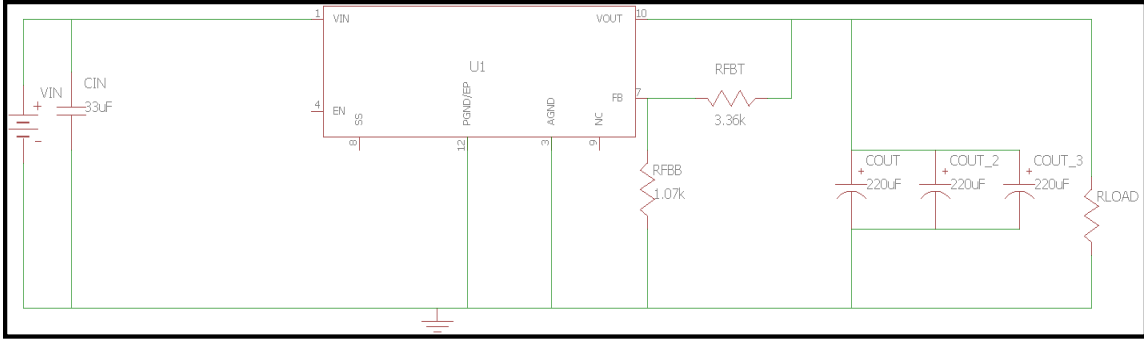 1 VIN VOUT 10
U1
VIN
+
-
CIN
33uF
4 EN
SS
8
PGND/EP
12
AGND
3
NC
9
FB 7
RFBT
3.36k
RFBB
1.07k
COUT
+
220uF
COUT_2
+
220uF
COUT_3
+
220uF
RLOAD